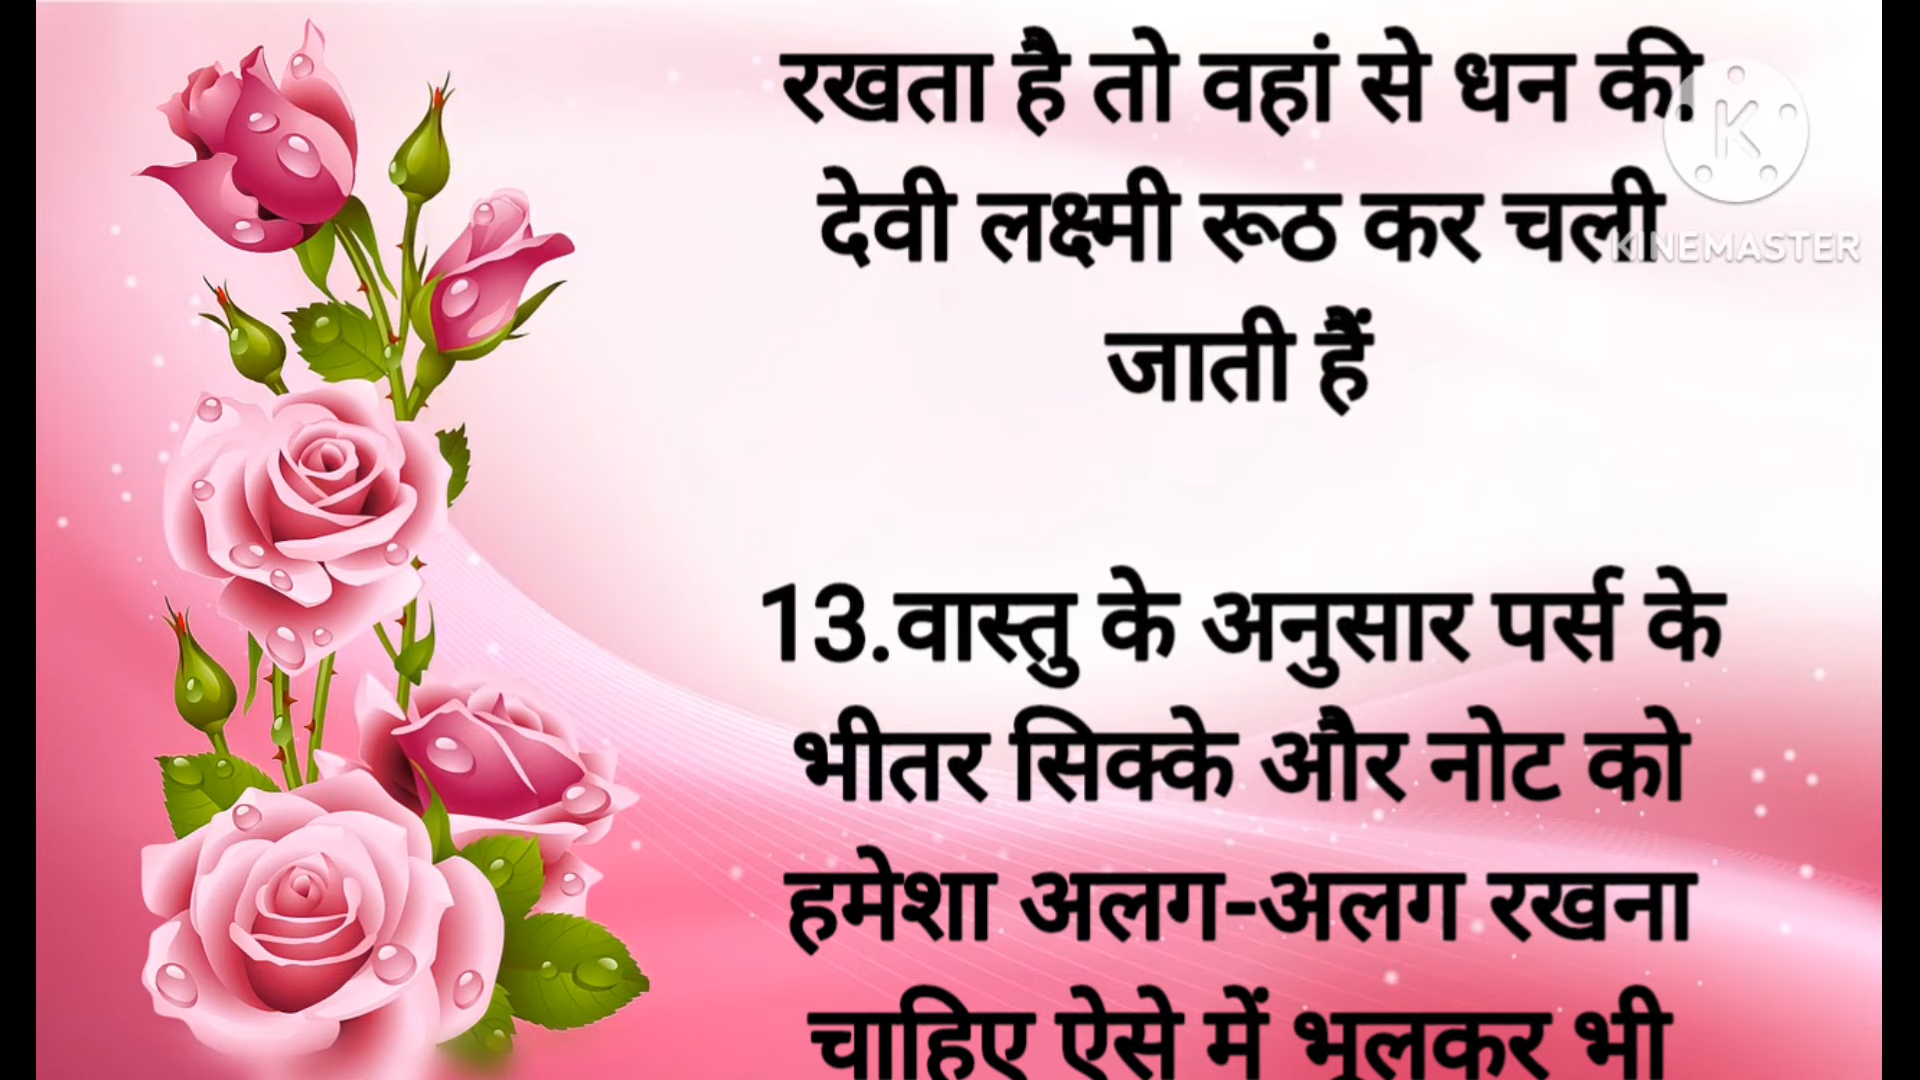 रखता है तो वहां से धन की
देवी लक्ष्मी रूठ कर चली
जाती हैं
13.वास्तु के अनुसार पर्स के
भीतर सिक्के और नोट को
हमेशा अलग-अलग रखना
चाहिए ऐसे में भूलकर भी
K
KINEMASTER